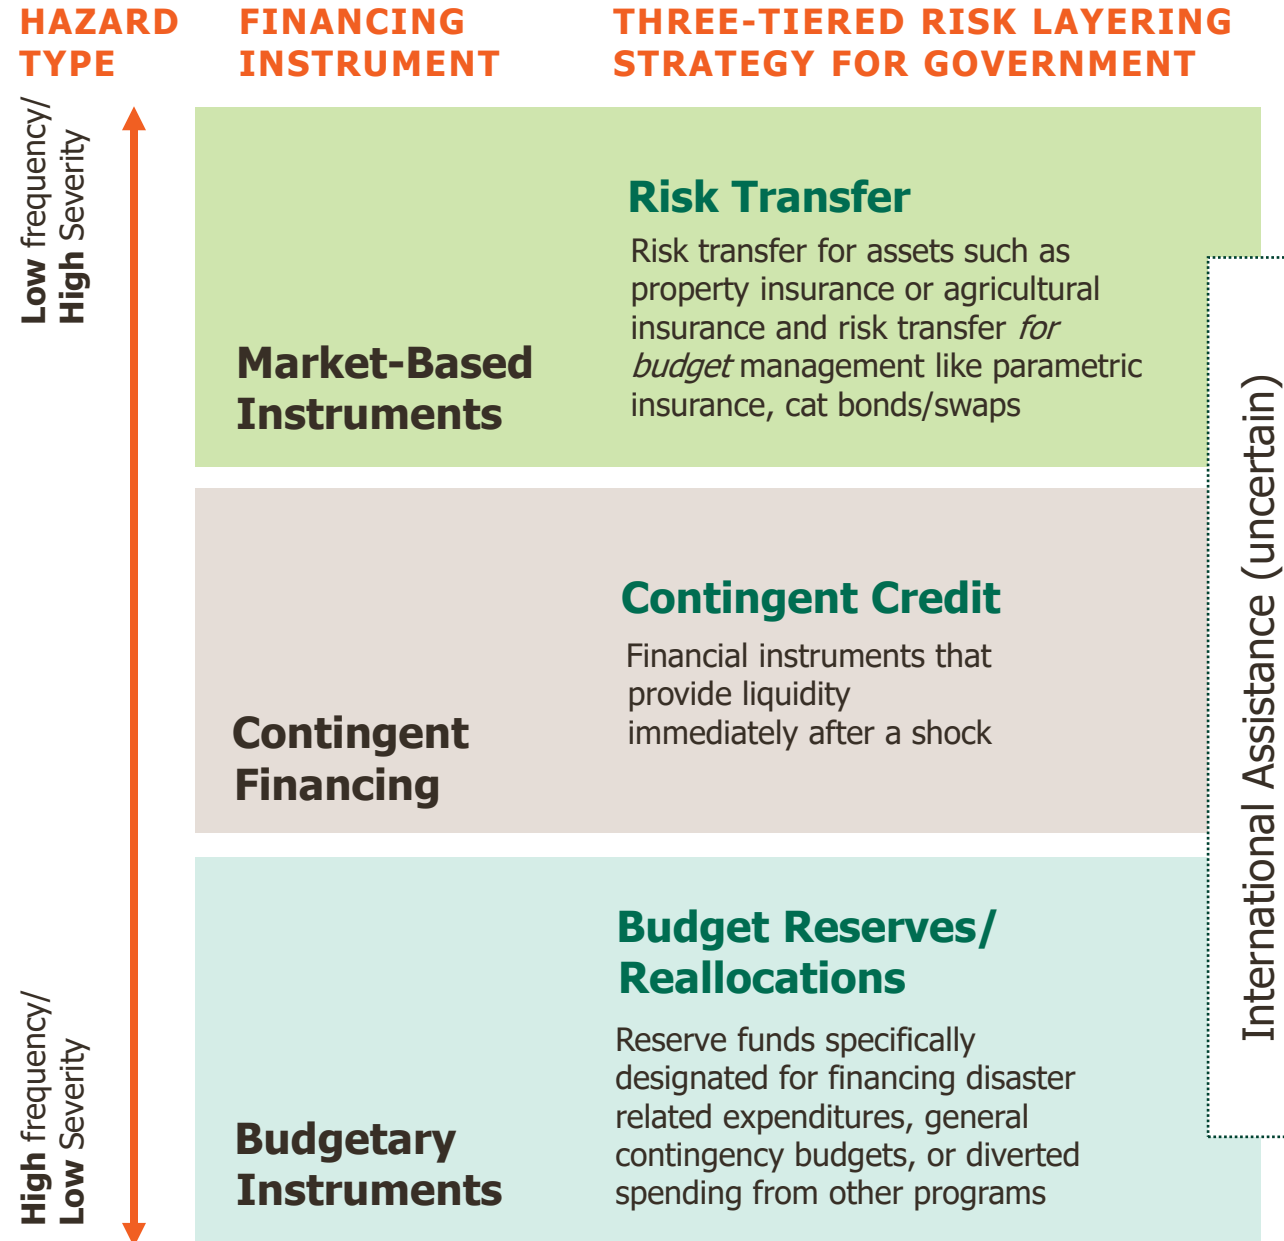 HAZARD
TYPE
FINANCING
INSTRUMENT
THREE-TIERED RISK LAYERING
STRATEGY FOR GOVERNMENT
Low frequency/
High Severity
Market-Based
Instruments
Risk Transfer
Risk transfer for assets such as
property insurance or agricultural
insurance and risk transfer for
budget management like parametric
insurance, cat bonds/swaps
Contingent
Financing
Contingent Credit
Financial instruments that
provide liquidity
immediately after a shock
High frequency/
Low Severity
Budgetary
Instruments
Budget Reserves/
Reallocations
Reserve funds specifically
designated for financing disaster
related expenditures, general
contingency budgets, or diverted
spending from other programs
International Assistance (uncertain)